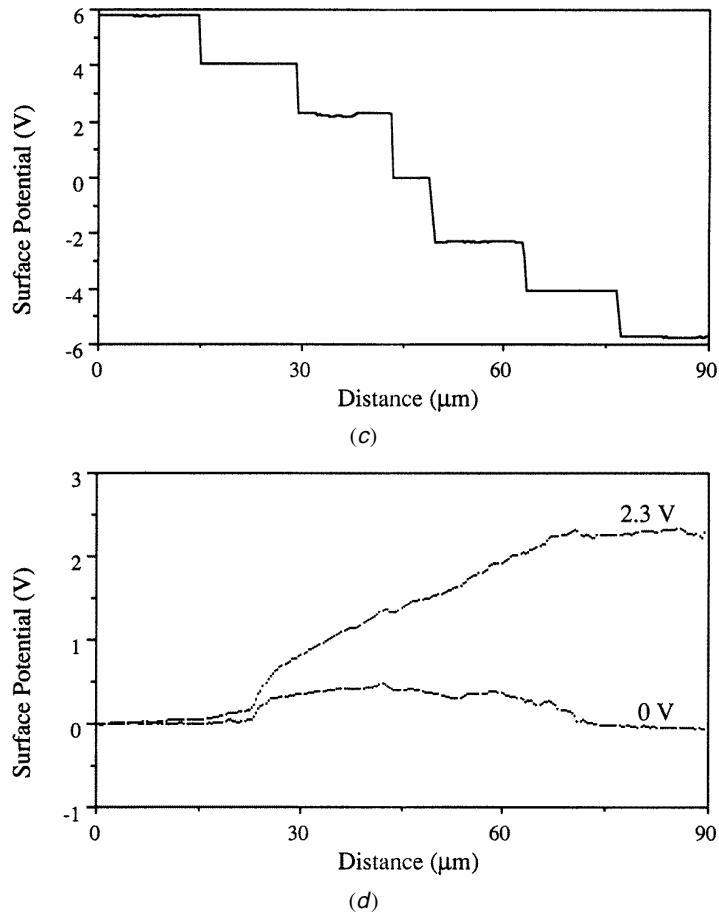 6
4
2
0
-2
-4
-6
Surface Potential (V)
0
30
60
90
Distance (μm)
(c)
3
2
1
0
-1
Surface Potential (V)
2.3 V
0 V
0
30
60
90
Distance (μm)
(d)